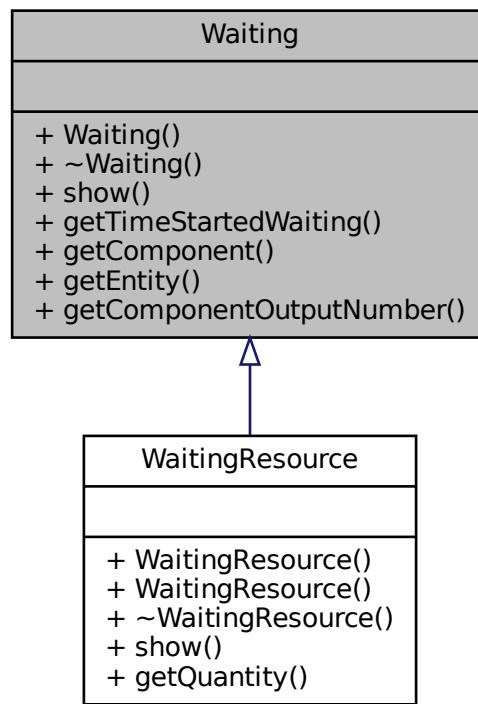 Waiting
+ Waiting()
+ ~Waiting()
+ show()
+ getTimeStartedWaiting()
+ getComponent()
+ getEntity()
+ getComponentOutputNumber()
WaitingResource
+ WaitingResource()
+ WaitingResource()
+ ~WaitingResource()
+ show()
+ getQuantity()